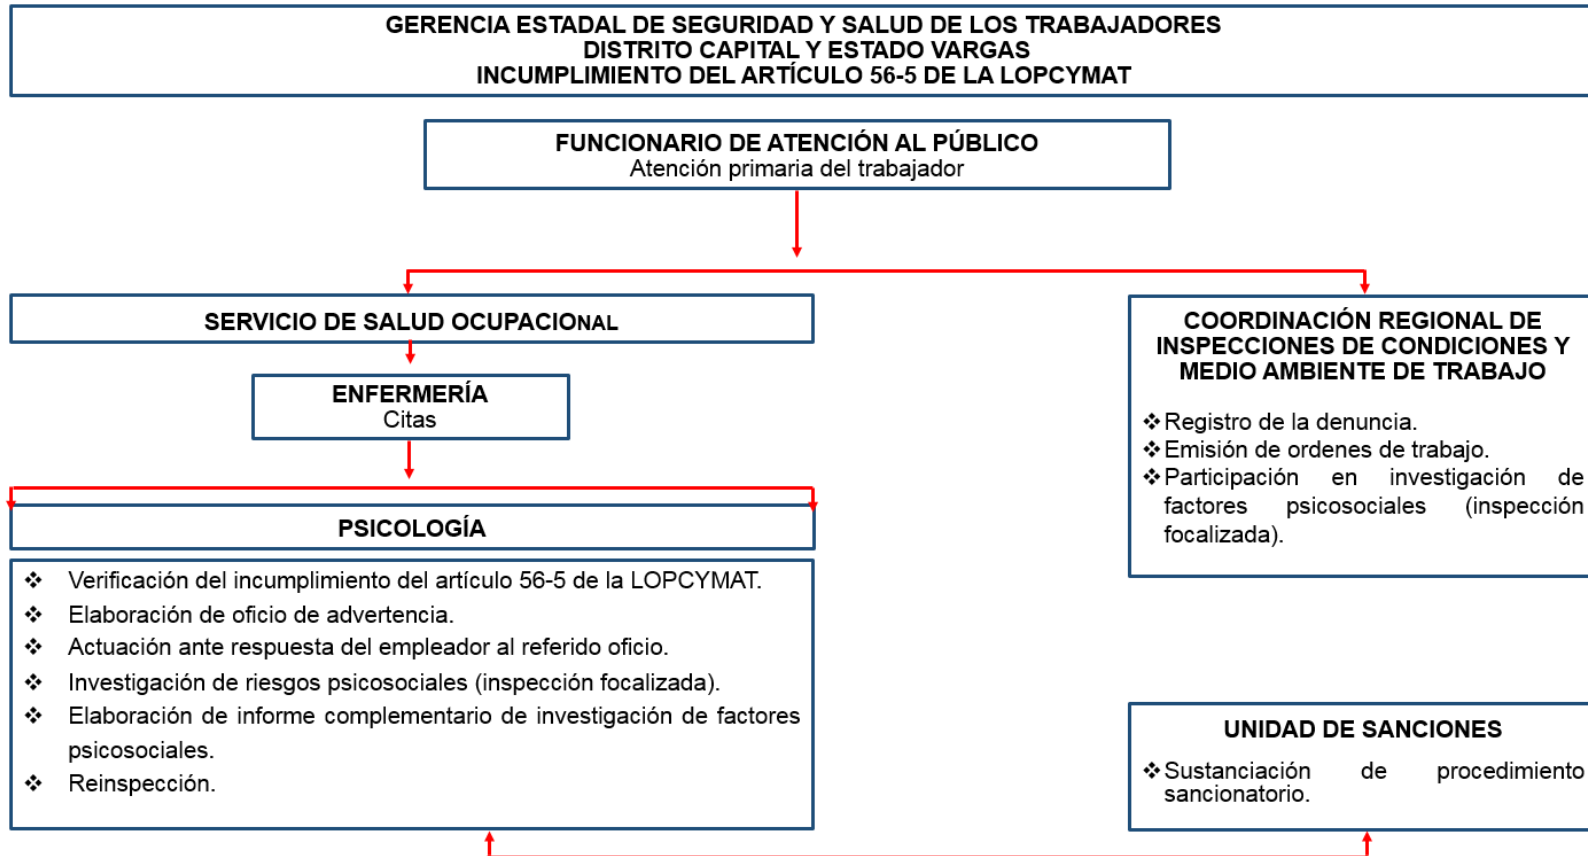 GERENCIA ESTADAL DE SEGURIDAD Y SALUD DE LOS TRABAJADORES
DISTRITO CAPITAL Y ESTADO VARGAS
INCUMPLIMIENTO DEL ARTÍCULO 56-5 DE LA LOPCYMAT
FUNCIONARIO DE ATENCIÓN AL PÚBLICO
Atención primaria del trabajador
SERVICIO DE SALUD OCUPACIONAL
ENFERMERÍA
Citas
PSICOLOGÍA
❖ Verificación del incumplimiento del artículo 56-5 de la LOPCYMAT.
❖ Elaboración de oficio de advertencia.
❖ Actuación ante respuesta del empleador al referido oficio.
❖ Investigación de riesgos psicosociales (inspección focalizada).
❖ Elaboración de informe complementario de investigación de factores
psicosociales.
❖ Reinspección.
COORDINACIÓN REGIONAL DE
INSPECCIONES DE CONDICIONES Y
MEDIO AMBIENTE DE TRABAJO
❖ Registro de la denuncia.
❖ Emisión de ordenes de trabajo.
❖ Participación en investigación de
factores psicosociales (inspección
focalizada).
UNIDAD DE SANCIONES
❖ Sustanciación de procedimiento
sancionatorio.